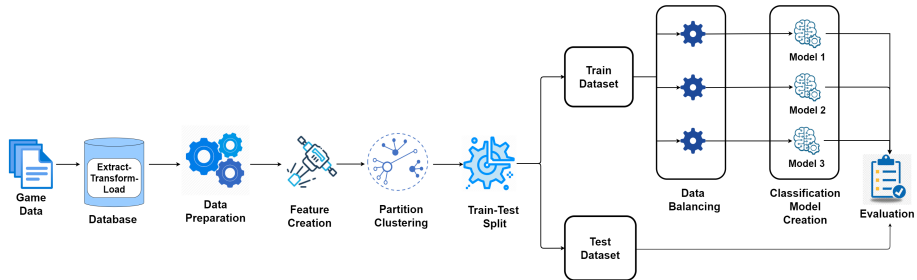 Game
Data
Extract-
Transform-
Load
Database
Data
Preparation
Feature
Creation
Partition
Clustering
Train-Test
Split
Train
Dataset
Test
Dataset
Data
Balancing
Model 1
Model 2
Model 3
Classification
Model
Creation
Evaluation